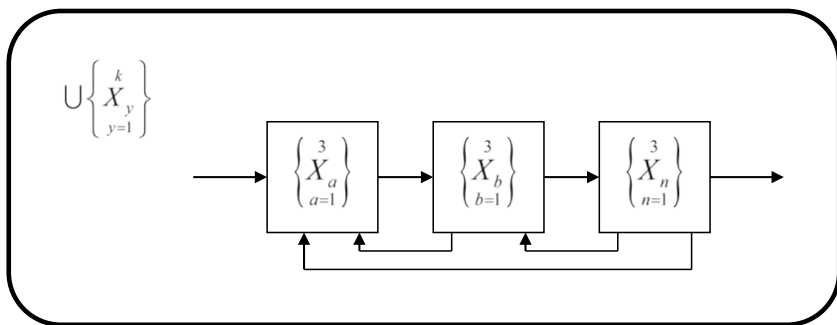 ∪{X_y}
k
y=1
{X_a}
3
a=1
{X_b}
3
b=1
{X_n}
3
n=1